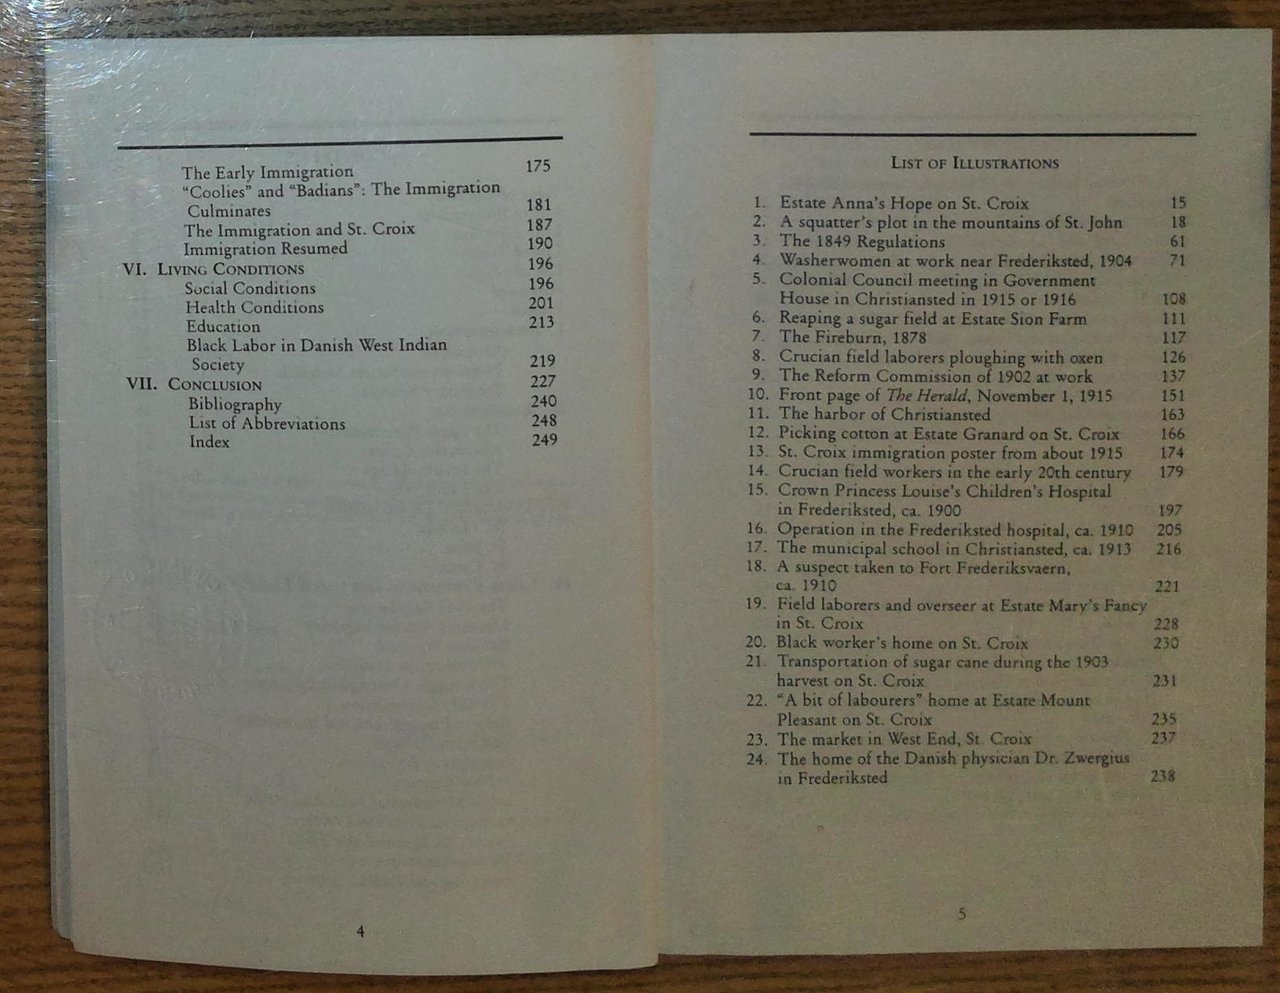 The Early Immigration 175
"Coolies" and "Badians": The Immigration
Culminates 181
The Immigration and St. Croix 187
Immigration Resumed 190
VI. LIVING CONDITIONS 196
Social Conditions 196
Health Conditions 201
Education 213
Black Labor in Danish West Indian
Society 219
VII. CONCLUSION 227
Bibliography 240
List of Abbreviations 248
Index 249
4
LIST OF ILLUSTRATIONS
1. Estate Anna's Hope on St. Croix 15
2. A squatter's plot in the mountains of St. John 18
3. The 1849 Regulations 61
4. Washerwomen at work near Frederiksted, 1904 71
5. Colonial Council meeting in Government
House in Christiansted in 1915 or 1916 108
6. Reaping a sugar field at Estate Sion Farm 111
7. The Fireburn, 1878 117
8. Crucian field laborers ploughing with oxen 126
9. The Reform Commission of 1902 at work 137
10. Front page of The Herald, November 1, 1915 151
11. The harbor of Christiansted 163
12. Picking cotton at Estate Granard on St. Croix 166
13. St. Croix immigration poster from about 1915 174
14. Crucian field workers in the early 20th century 179
15. Crown Princess Louise's Children's Hospital
in Frederiksted, ca. 1900 197
16. Operation in the Frederiksted hospital, ca. 1910 205
17. The municipal school in Christiansted, ca. 1913 216
18. A suspect taken to Fort Frederiksvaern,
ca. 1910 221
19. Field laborers and overseer at Estate Mary's Fancy
in St. Croix 228
20. Black worker's home on St. Croix 230
21. Transportation of sugar cane during the 1903
harvest on St. Croix 231
22. "A bit of labourers" home at Estate Mount
Pleasant on St. Croix 235
23. The market in West End, St. Croix 237
24. The home of the Danish physician Dr. Zwergius
in Frederiksted 238
5